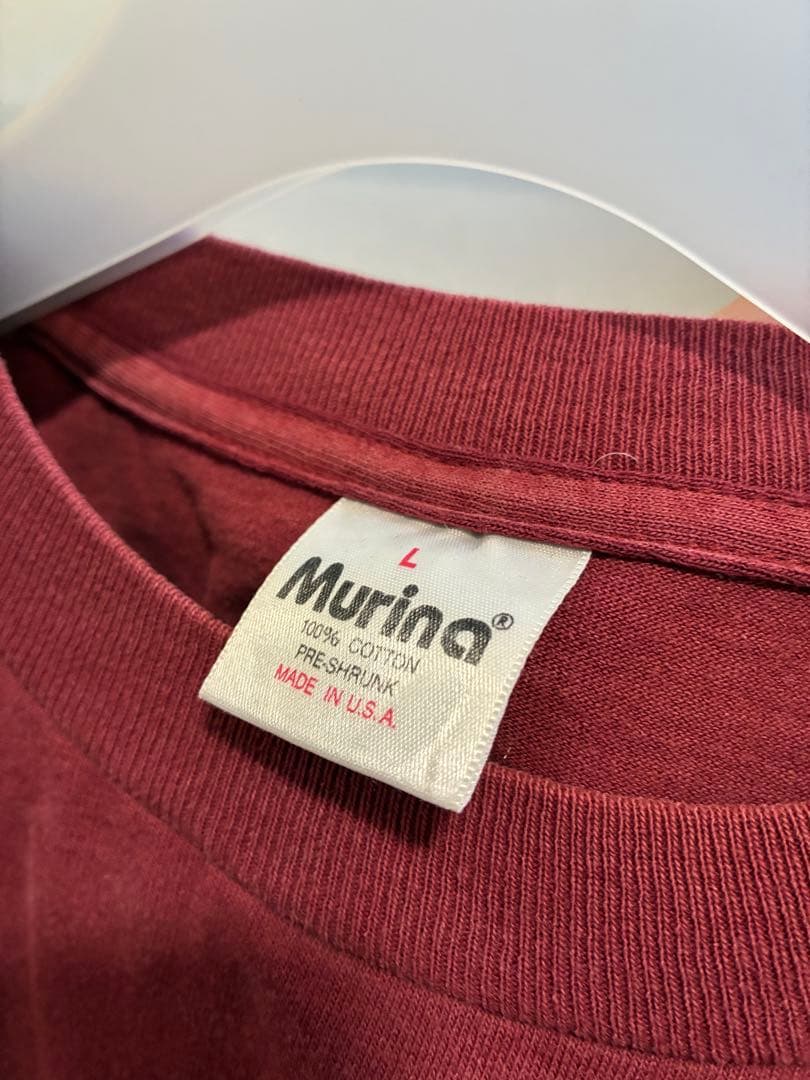 L
Murina®
100% COTTON
PRE-SHRUNK
MADE IN U.S.A.